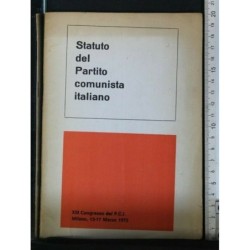 Statuto
del
Partito
comunista
italiano
XIII Congresso del P.C.I.
Milano, 13-17 Marzo 1972